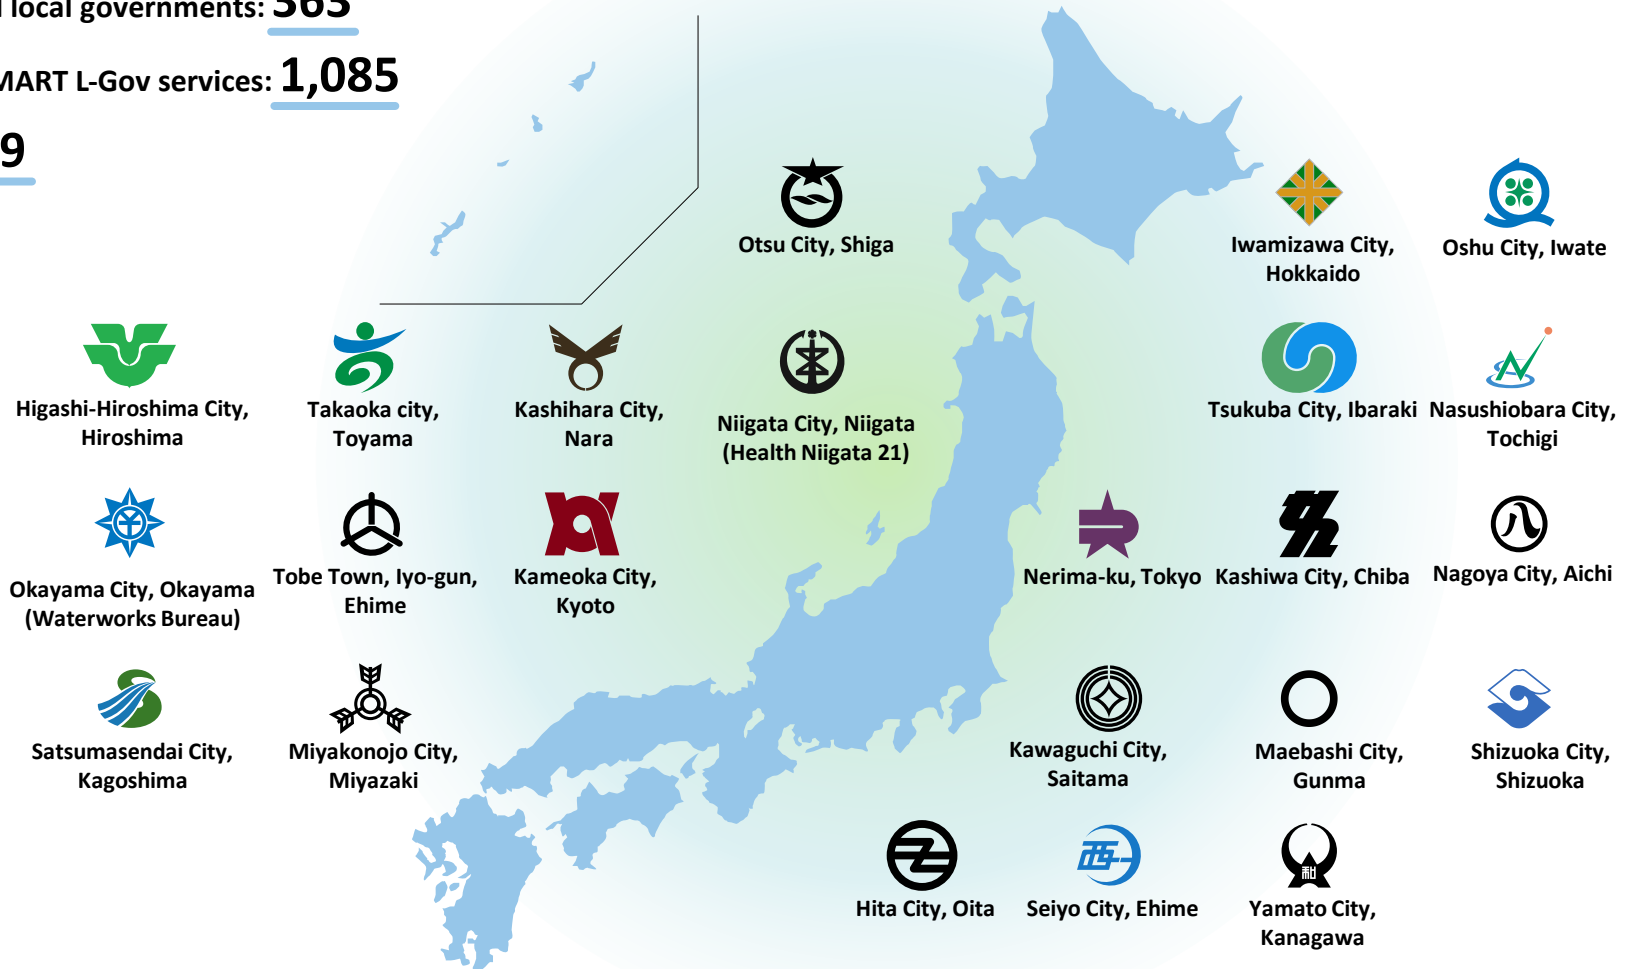 local governments: 363
MART L-Gov services: 1,085
9
Otsu City, Shiga
Iwamizawa City,
Hokkaido
Oshu City, Iwate
Higashi-Hiroshima City,
Hiroshima
Takaoka city,
Toyama
Kashihara City,
Nara
Niigata City, Niigata
(Health Niigata 21)
Tsukuba City, Ibaraki
Nasushiobara City,
Tochigi
Okayama City, Okayama
(Waterworks Bureau)
Tobe Town, Iyo-gun,
Ehime
Kameoka City,
Kyoto
Nerima-ku, Tokyo
Kashiwa City, Chiba
Nagoya City, Aichi
Satsumasendai City,
Kagoshima
Miyakonojo City,
Miyazaki
Kawaguchi City,
Saitama
Maebashi City,
Gunma
Shizuoka City,
Shizuoka
Hita City, Oita
Seiyo City, Ehime
Yamato City,
Kanagawa